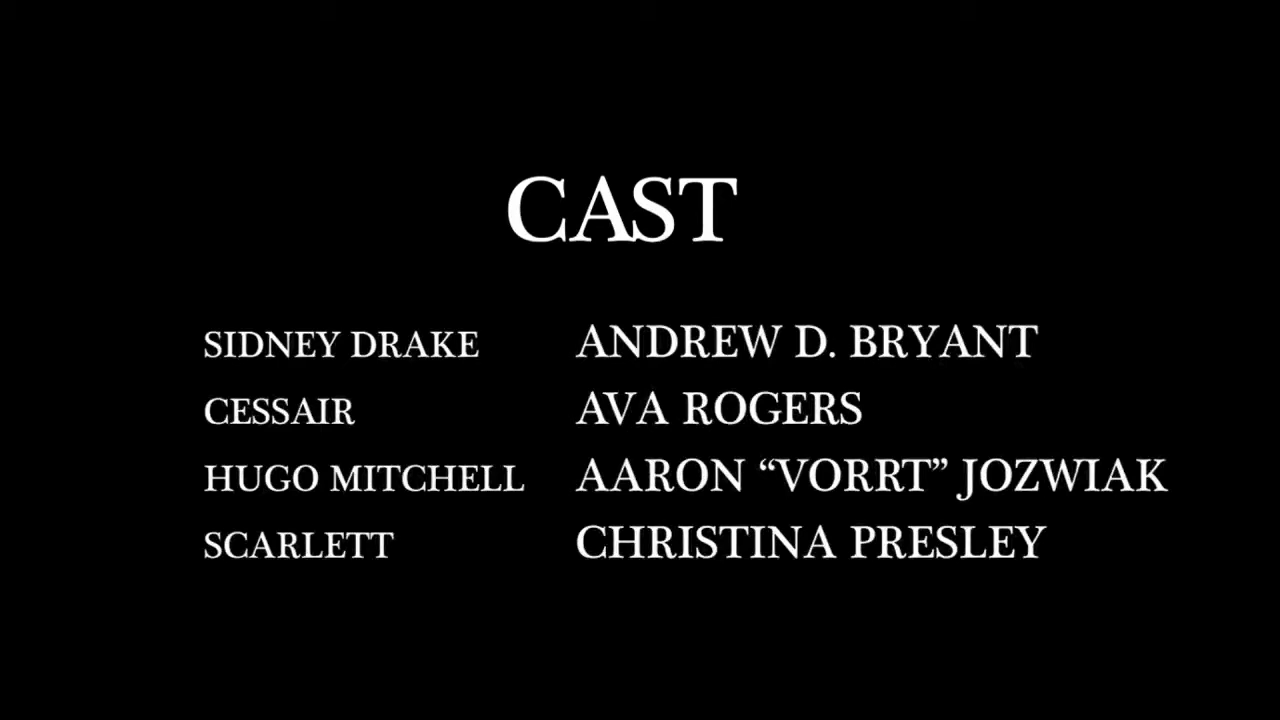 CAST
SIDNEY DRAKE ANDREW D. BRYANT
CESSAIR AVA ROGERS
HUGO MITCHELL AARON “VORRT” JOZWIAK
SCARLETT CHRISTINA PRESLEY